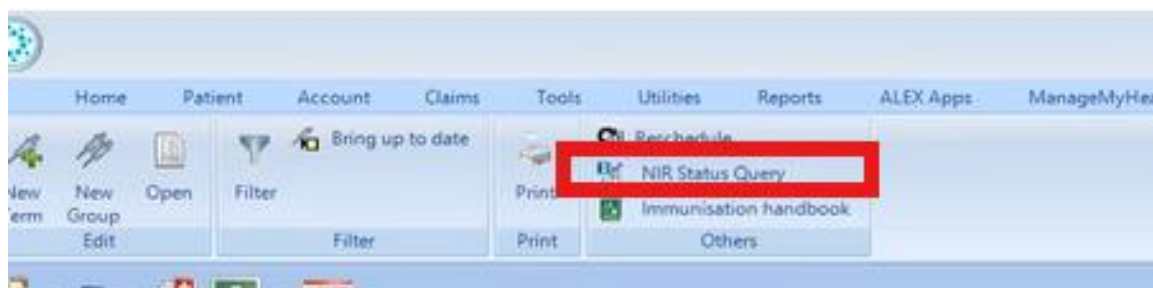 Home Patient Account Claims Tools Utilities Reports ALEX Apps ManageMyHea
Bring up to date Reschedule
NIR Status Query
New Open Filter Print
Group Immunisation handbook
Edit Filter Print Others